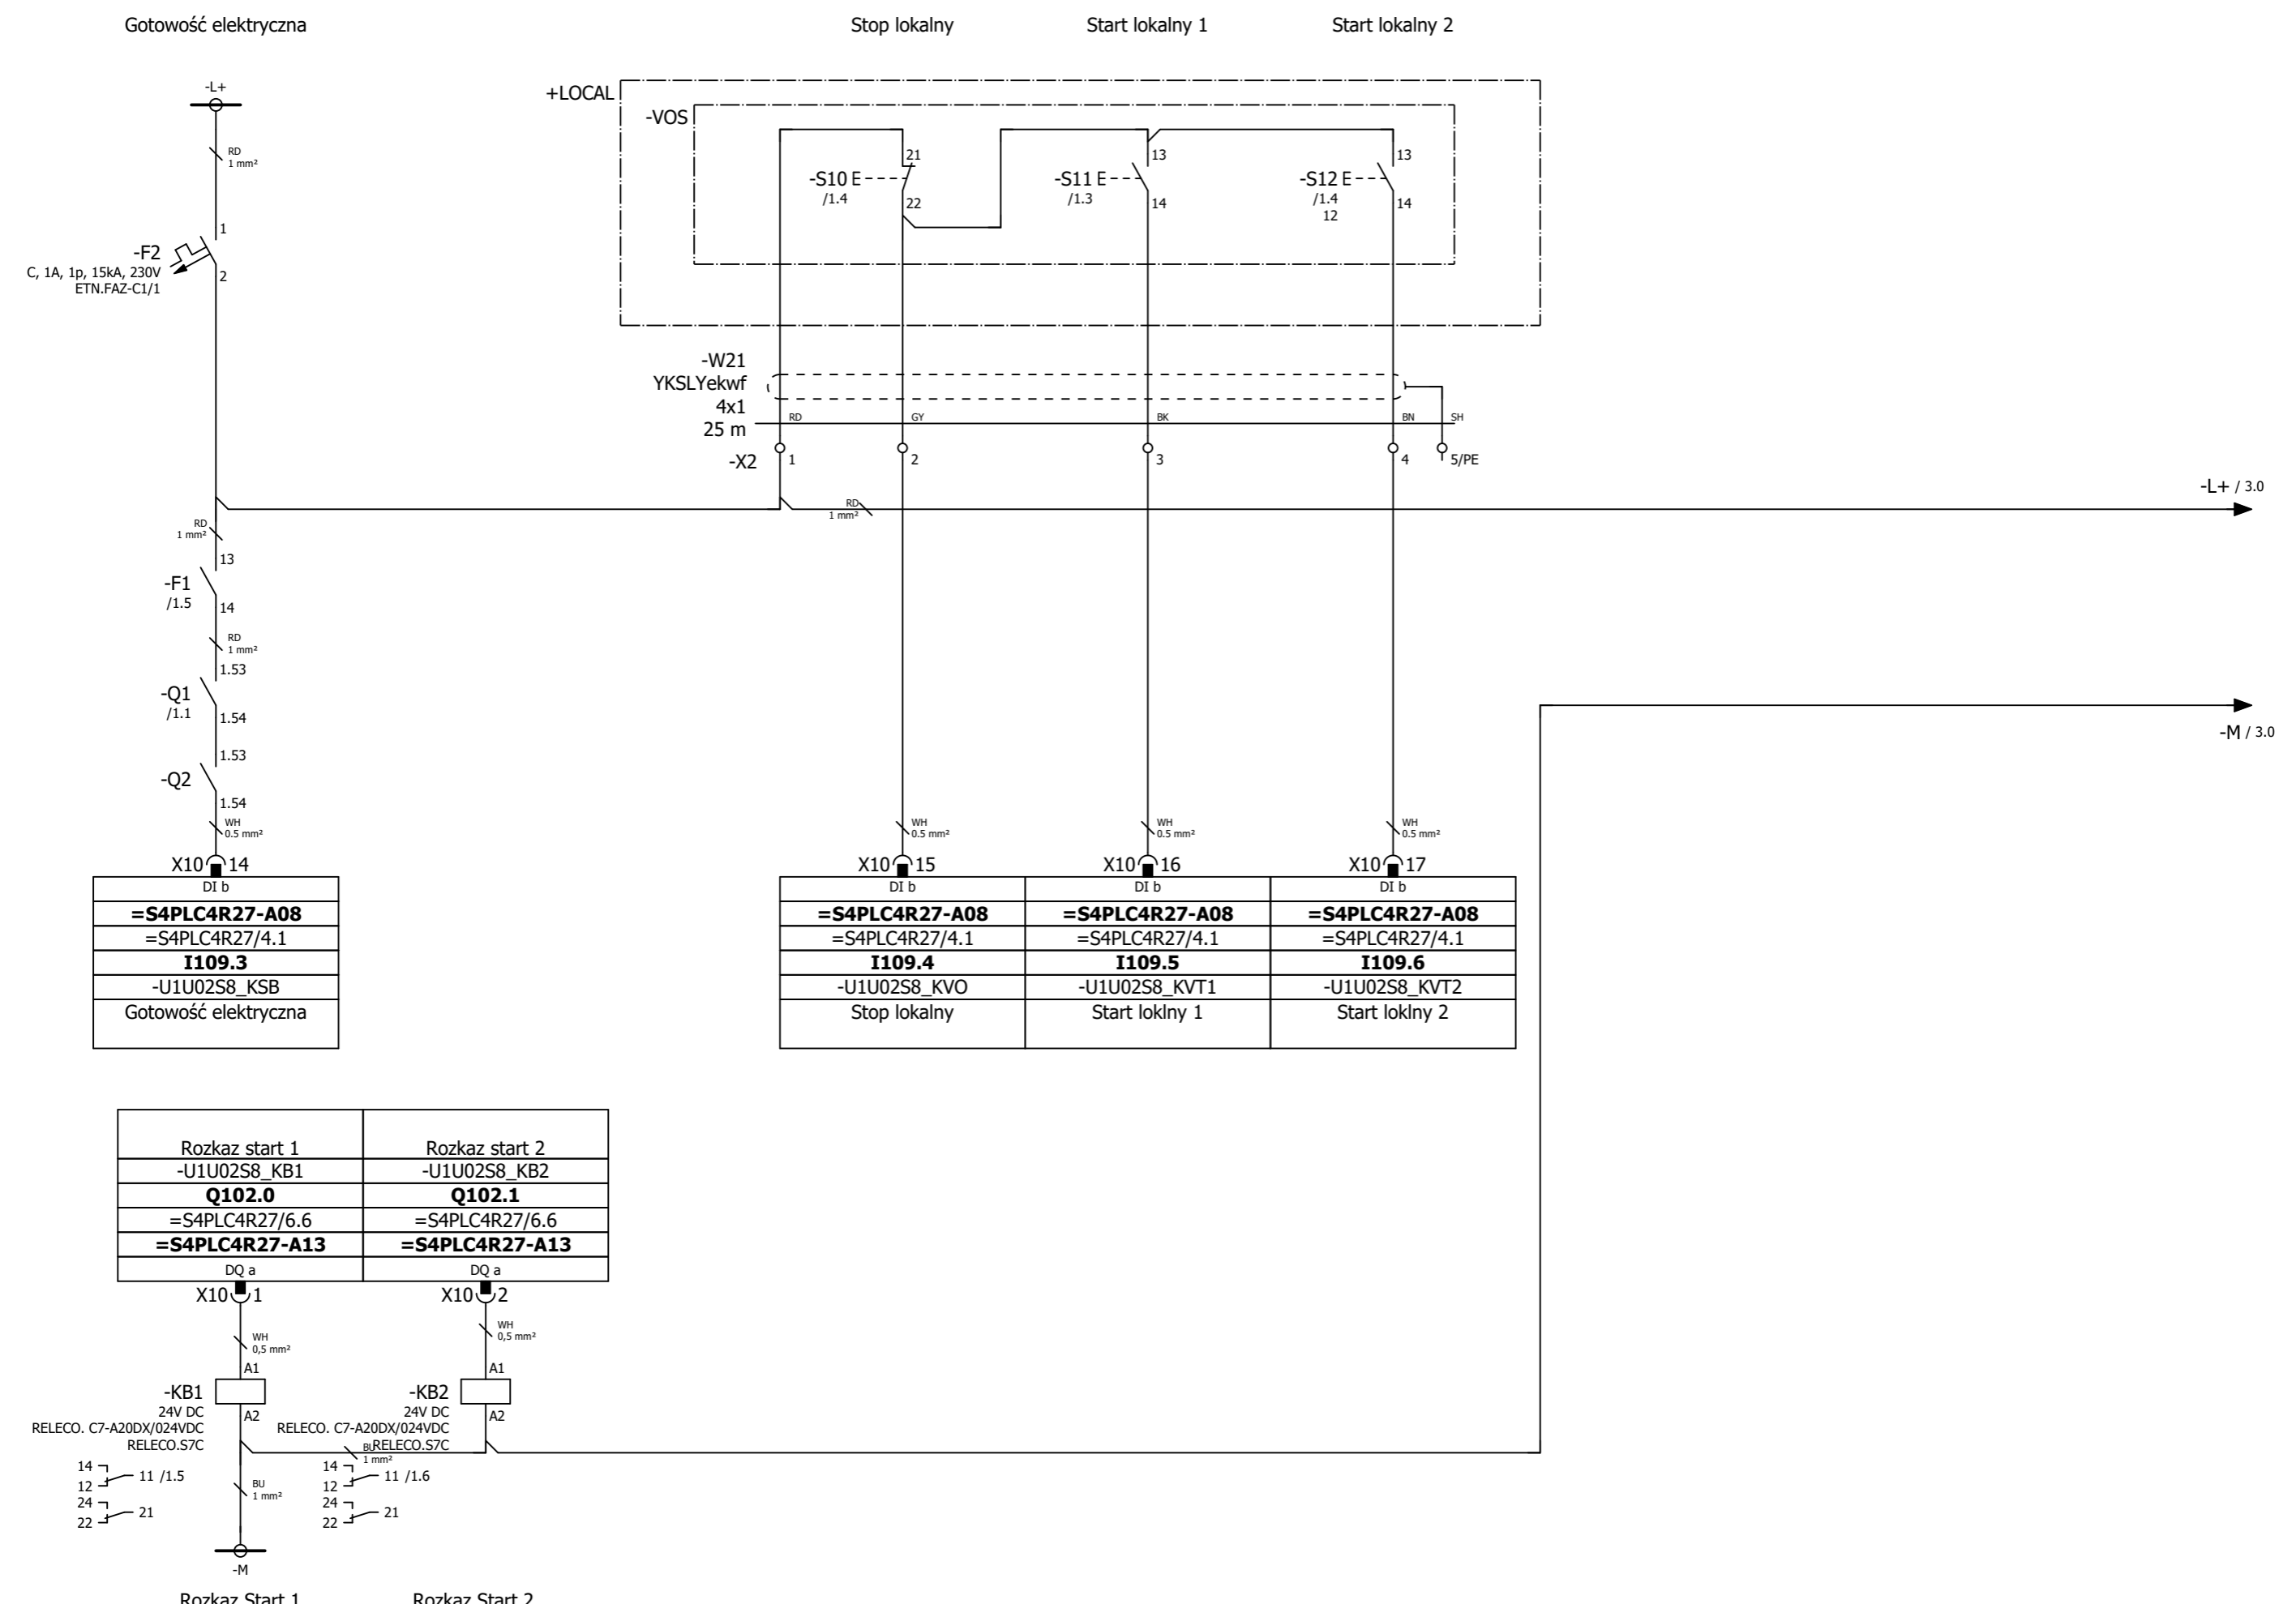 Gotowość elektryczna
Stop lokalny
Start lokalny 1
Start lokalny 2
-L+
+LOCAL
-VOS
RD
1 mm²
21
13
13
-S10 E
/1.4
22
-S11 E
/1.3
14
-S12 E
/1.4
12
14
1
-F2
C, 1A, 1p, 15kA, 230V
ETN.FAZ-C1/1
2
-W21
YKSLYekwf
4x1
25 m
RD
GY
BK
BN
SH
-X2
1
2
3
4
5/PE
-L+ / 3.0
RD
1 mm²
RD
1 mm²
13
-F1
/1.5
14
RD
1 mm²
1.53
-Q1
/1.1
1.54
-M / 3.0
1.53
-Q2
1.54
WH
0.5 mm²
WH
0.5 mm²
WH
0.5 mm²
WH
0.5 mm²
X10 14
X10 15
X10 16
X10 17
DI b
=S4PLC4R27-A08
=S4PLC4R27/4.1
I109.3
-U1U02S8_KSB
Gotowość elektryczna
DI b
=S4PLC4R27-A08
=S4PLC4R27/4.1
I109.4
-U1U02S8_KVO
Stop lokalny
DI b
=S4PLC4R27-A08
=S4PLC4R27/4.1
I109.5
-U1U02S8_KVT1
Start loklny 1
DI b
=S4PLC4R27-A08
=S4PLC4R27/4.1
I109.6
-U1U02S8_KVT2
Start loklny 2
Rozkaz start 1
-U1U02S8_KB1
Q102.0
=S4PLC4R27/6.6
=S4PLC4R27-A13
DQ a
Rozkaz start 2
-U1U02S8_KB2
Q102.1
=S4PLC4R27/6.6
=S4PLC4R27-A13
DQ a
X10 1
X10 2
WH
0,5 mm²
WH
0,5 mm²
A1
-KB1
24V DC
A2
RELECO. C7-A20DX/024VDC
RELECO.S7C
A1
-KB2
24V DC
A2
RELECO. C7-A20DX/024VDC
RELECO.S7C
BU
1 mm²
14
11 /1.5
12
24
21
22
BU
1 mm²
14
11 /1.6
12
24
21
22
-M
Rozkaz Start 1
Rozkaz Start 2